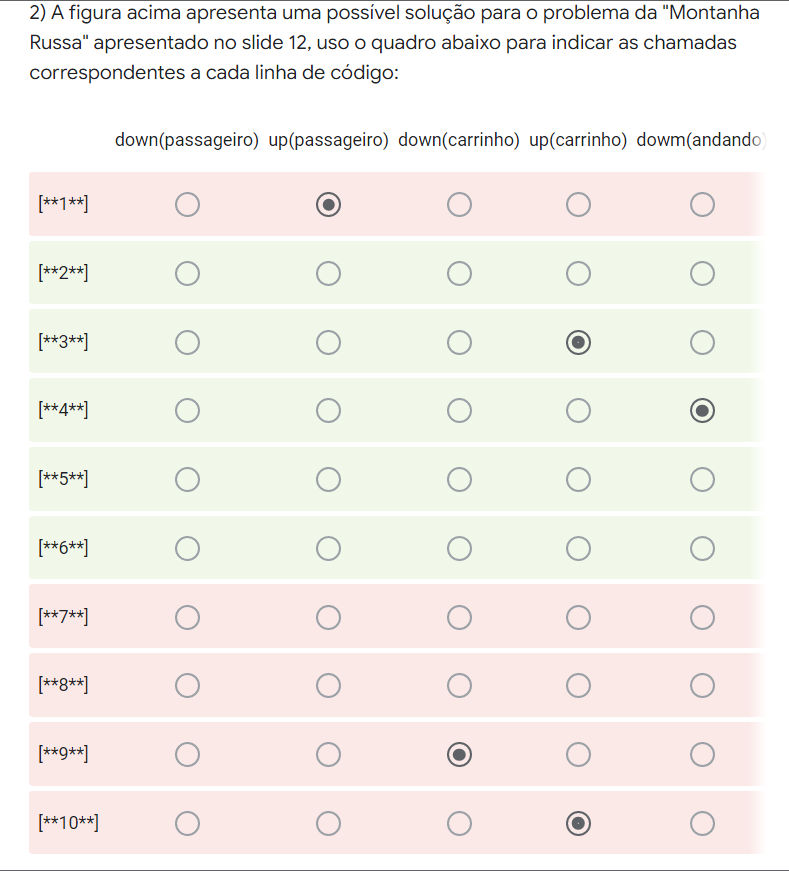 2) A figura acima apresenta uma possível solução para o problema da "Montanha
Russa" apresentado no slide 12, uso o quadro abaixo para indicar as chamadas
correspondentes a cada linha de código:
down(passageiro) up(passageiro) down(carrinho) up(carrinho) dowm(andando)
[**1**]
[**2**]
[**3**]
[**4**]
[**5**]
[**6**]
[**7**]
[**8**]
[**9**]
[**10**]